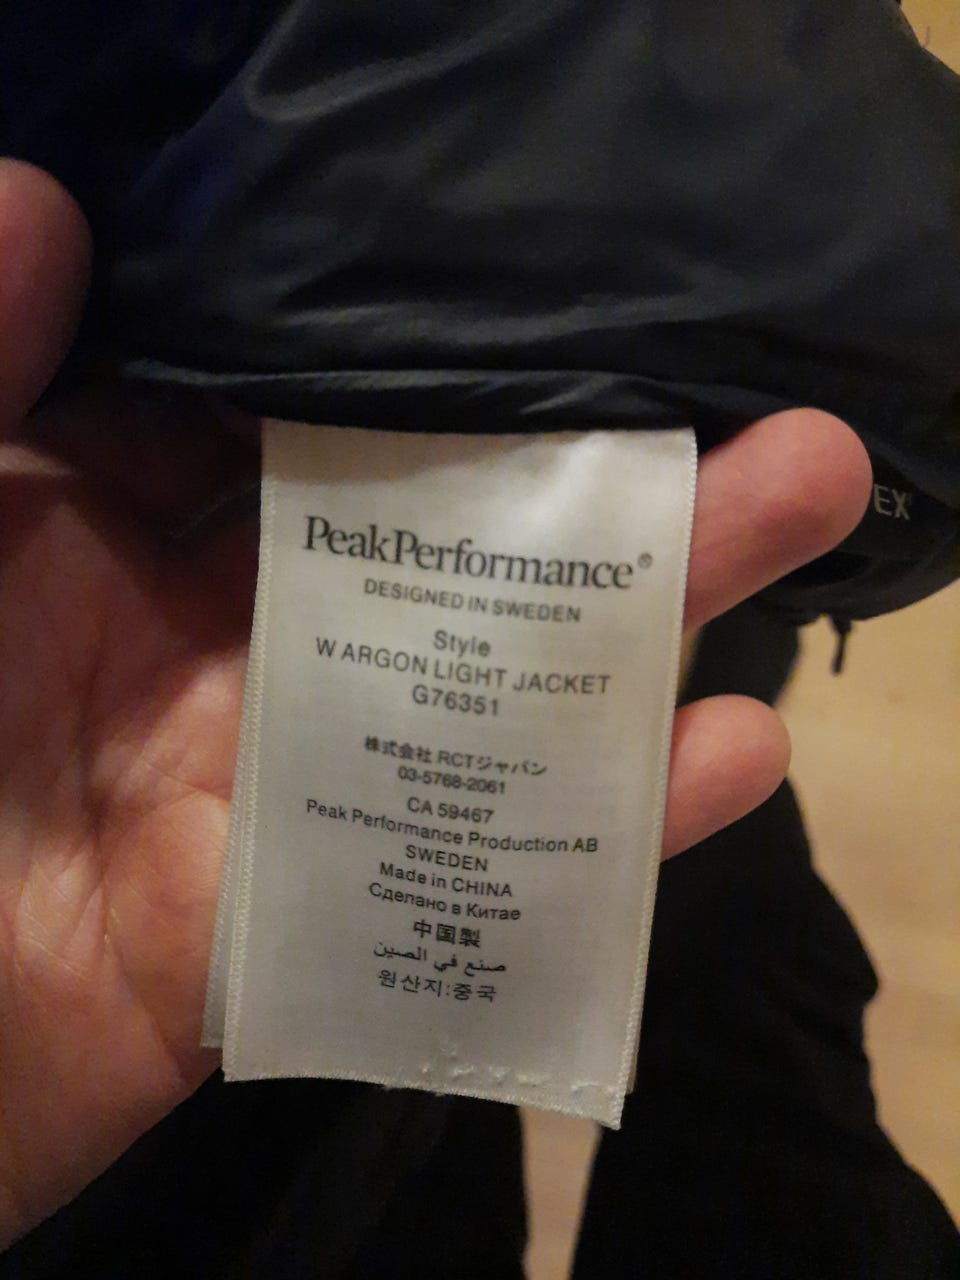 PeakPerformance®
DESIGNED IN SWEDEN
Style
W ARGON LIGHT JACKET
G76351
株式会社 RCTジャパン
03-5768-2061
CA 59467
Peak Performance Production AB
SWEDEN
Made in CHINA
Сделано в Китае
中国製
صنع في الصين
원산지:중국
EX